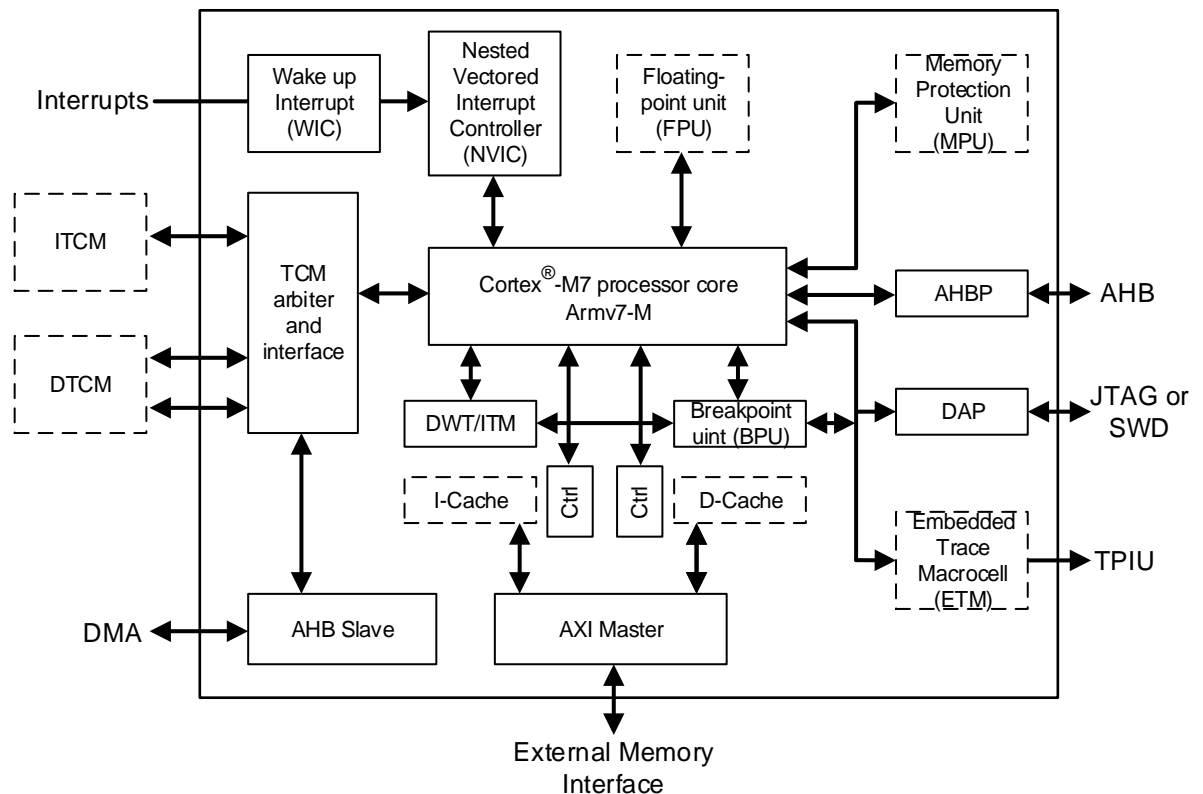 Interrupts
Wake up
Interrupt
(WIC)
Nested
Vectored
Interrupt
Controller
(NVIC)
Floating-
point unit
(FPU)
Memory
Protection
Unit
(MPU)
ITCM
DTCM
TCM
arbiter
and
interface
Cortex®-M7 processor core
Armv7-M
AHBP
AHB
DWT/ITM
Breakpoint
uint (BPU)
DAP
JTAG or
SWD
I-Cache
Ctrl
Ctrl
D-Cache
Embedded
Trace
Macrocell
(ETM)
TPIU
DMA
AHB Slave
AXI Master
External Memory
Interface